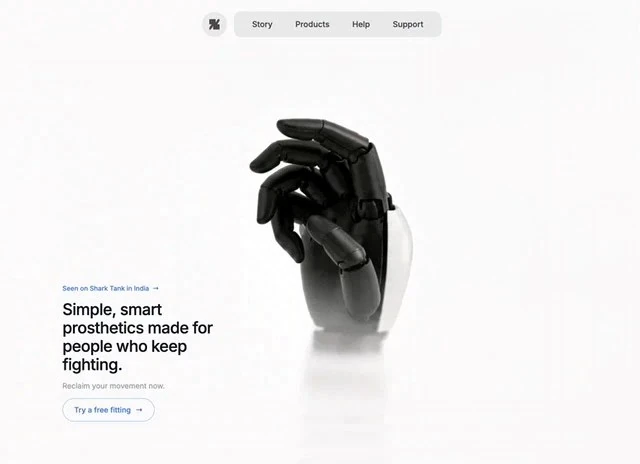 Story
Products
Help
Support
Seen on Shark Tank in India →
Simple, smart
prosthetics made for
people who keep
fighting.
Reclaim your movement now.
Try a free fitting →